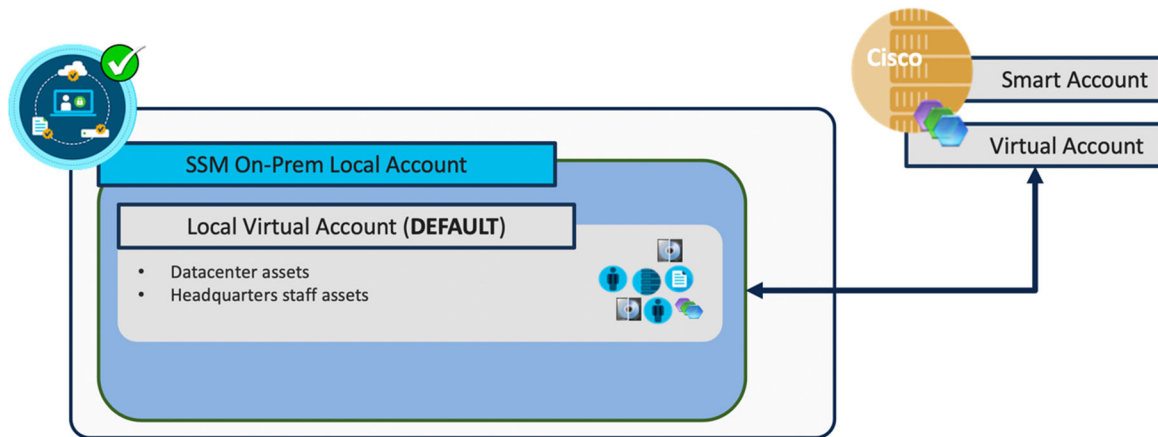 Cisco
Smart Account
Virtual Account
SSM On-Prem Local Account
Local Virtual Account (DEFAULT)
• Datacenter assets
• Headquarters staff assets